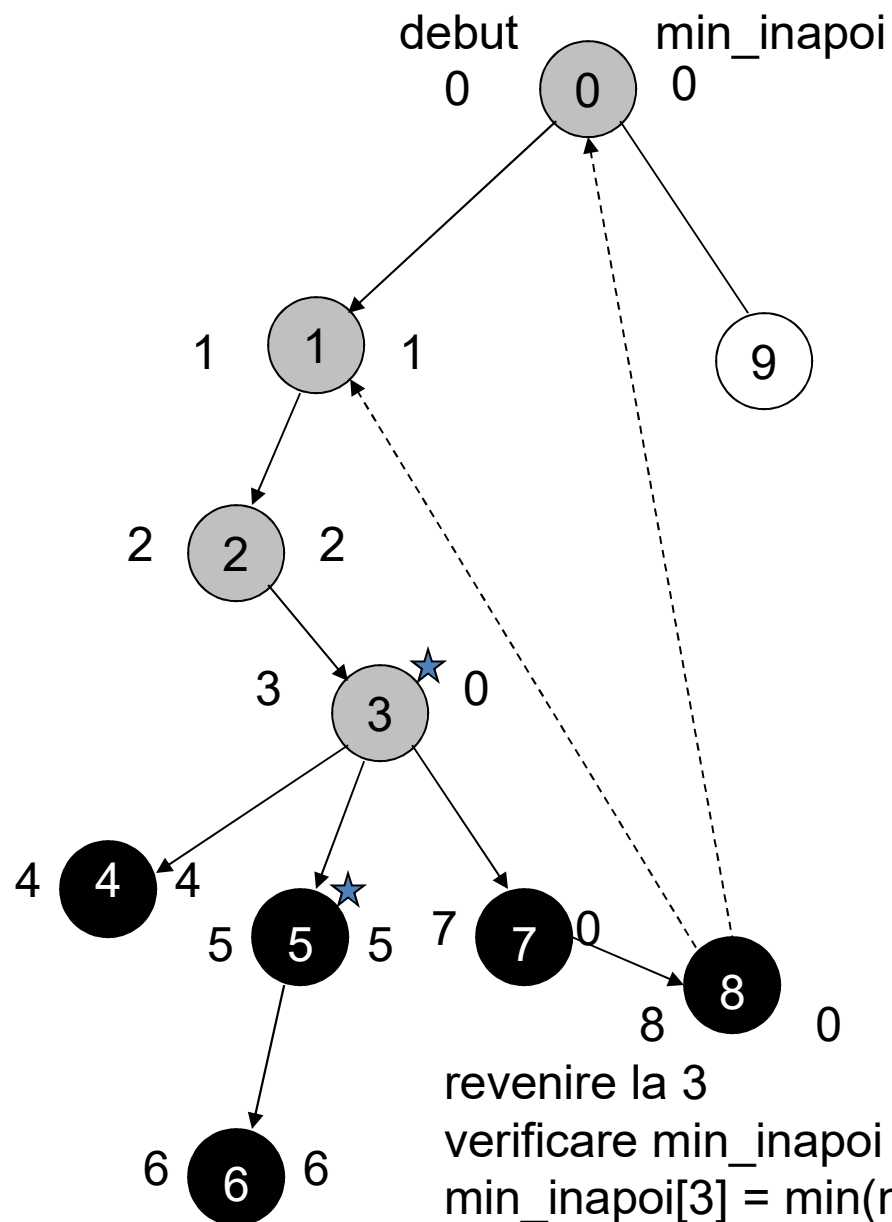 debut min_inapoi
0 0 0
1 1 1
9
2 2 2
3 3 0
4 4 4
5 5 5
7 7 0
8 8 0
revenire la 3
verificare min_inapoi
6 6 6
min_inapoi[3] = min(